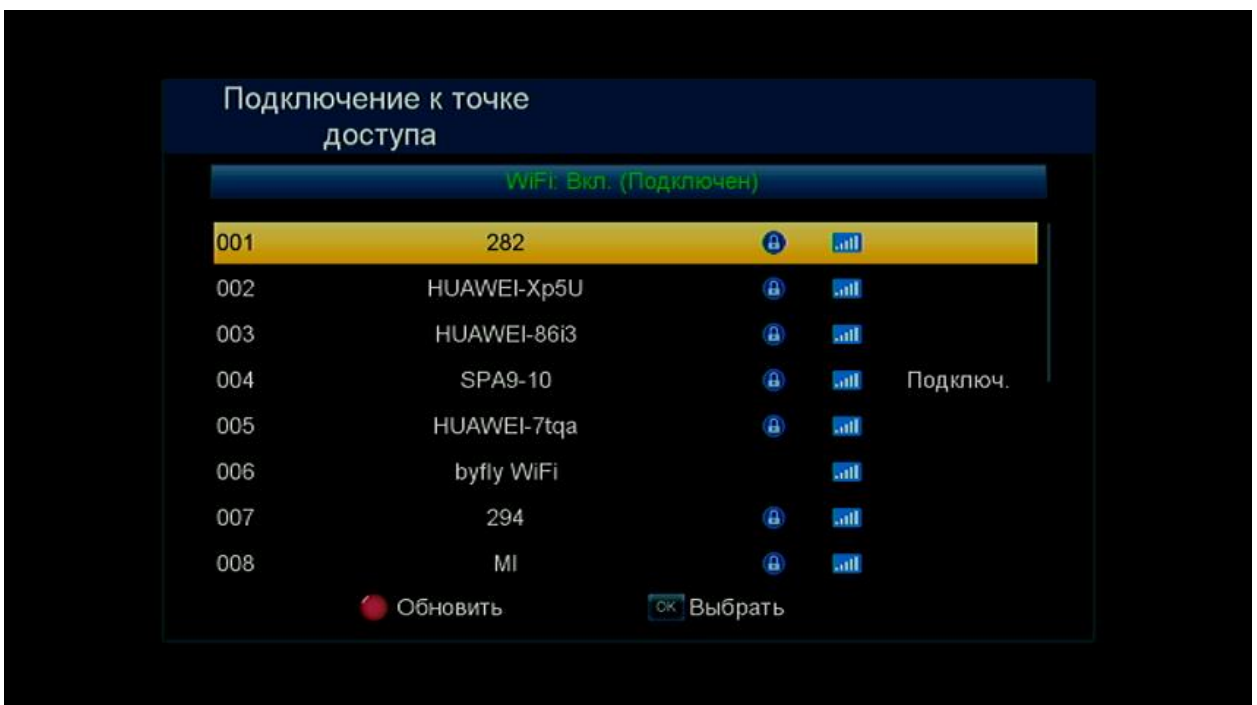 Подключение к точке
доступа
WiFi: Вкл. (Подключен)
001 282
002 HUAWEI-Xp5U
003 HUAWEI-86i3
004 SPA9-10 Подключ.
005 HUAWEI-7tqa
006 byfly WiFi
007 294
008 MI
Обновить OK Выбрать